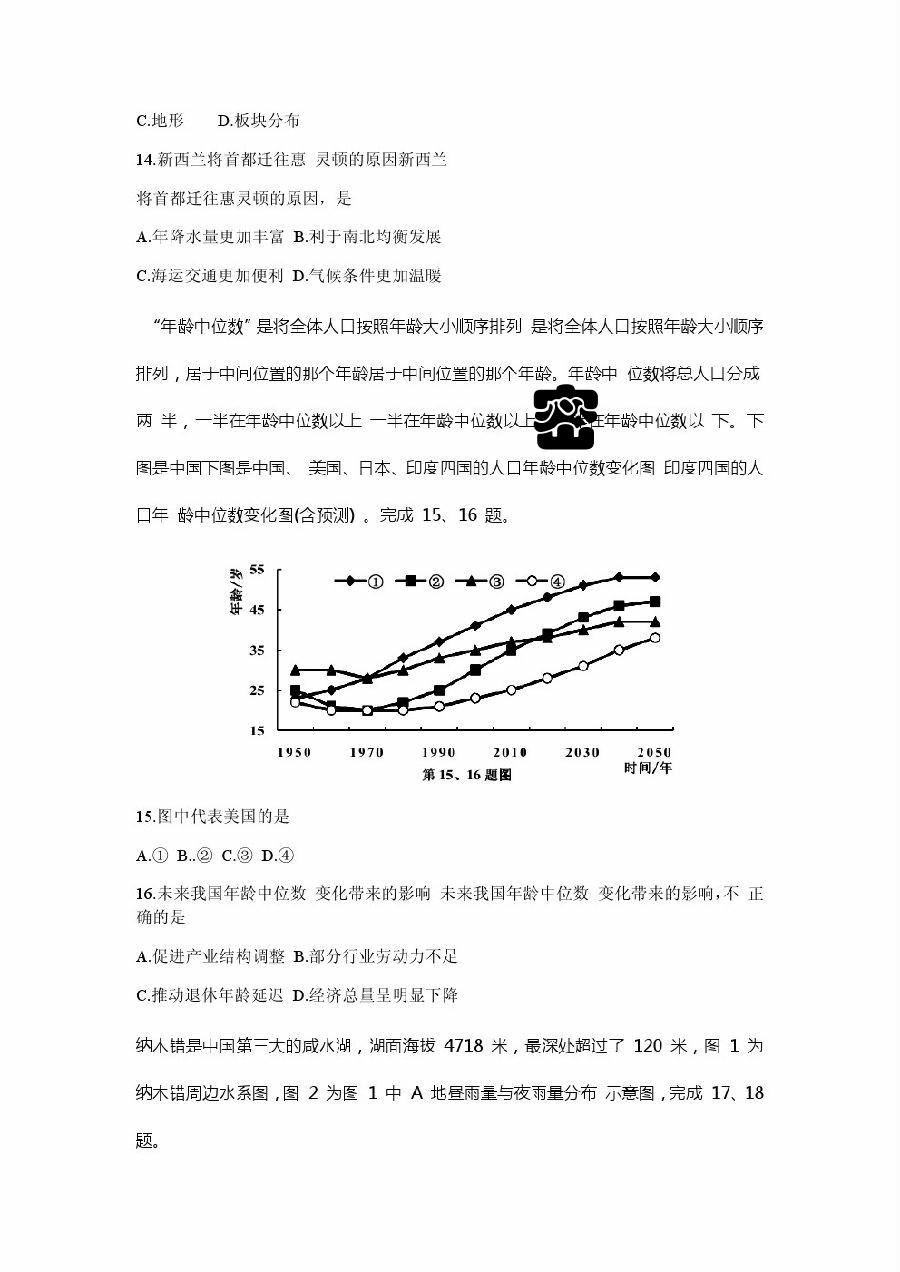 C.地形 D.板块分布
14.新西兰将首都迁往惠 灵顿的原因新西兰
将首都迁往惠灵顿的原因，是
A.年降水量更加丰富 B.利于南北均衡发展
C.海运交通更加便利 D.气候条件更加温暖
“年龄中位数”是将全体人口按照年龄大小顺序排列 是将全体人口按照年龄大小顺序
排列，居于中间位置的那个年龄居于中间位置的那个年龄。年龄中 位数将总人口分成
两 半，一半在年龄中位数以上 一半在年龄中位数以上 在年龄中位数以 下。下
图是中国下图是中国、 美国、日本、印度四国的人口年龄中位数变化图 印度四国的人
口年 龄中位数变化图(含预测) 。完成 15、16 题。
年龄/岁
55
45
35
25
15
① ② ③ ④
1950 1970 1990 2010 2030 2050
时间/年
第15、16题图
15.图中代表美国的是
A.① B..② C.③ D.④
16.未来我国年龄中位数 变化带来的影响 未来我国年龄中位数 变化带来的影响，不 正
确的是
A.促进产业结构调整 B.部分行业劳动力不足
C.推动退休年龄延迟 D.经济总量呈明显下降
纳木错是中国第三大的咸水湖，湖面海拔 4718 米，最深处超过了 120 米，图 1 为
纳木错周边水系图，图 2 为图 1 中 A 地昼雨量与夜雨量分布 示意图，完成 17、18
题。